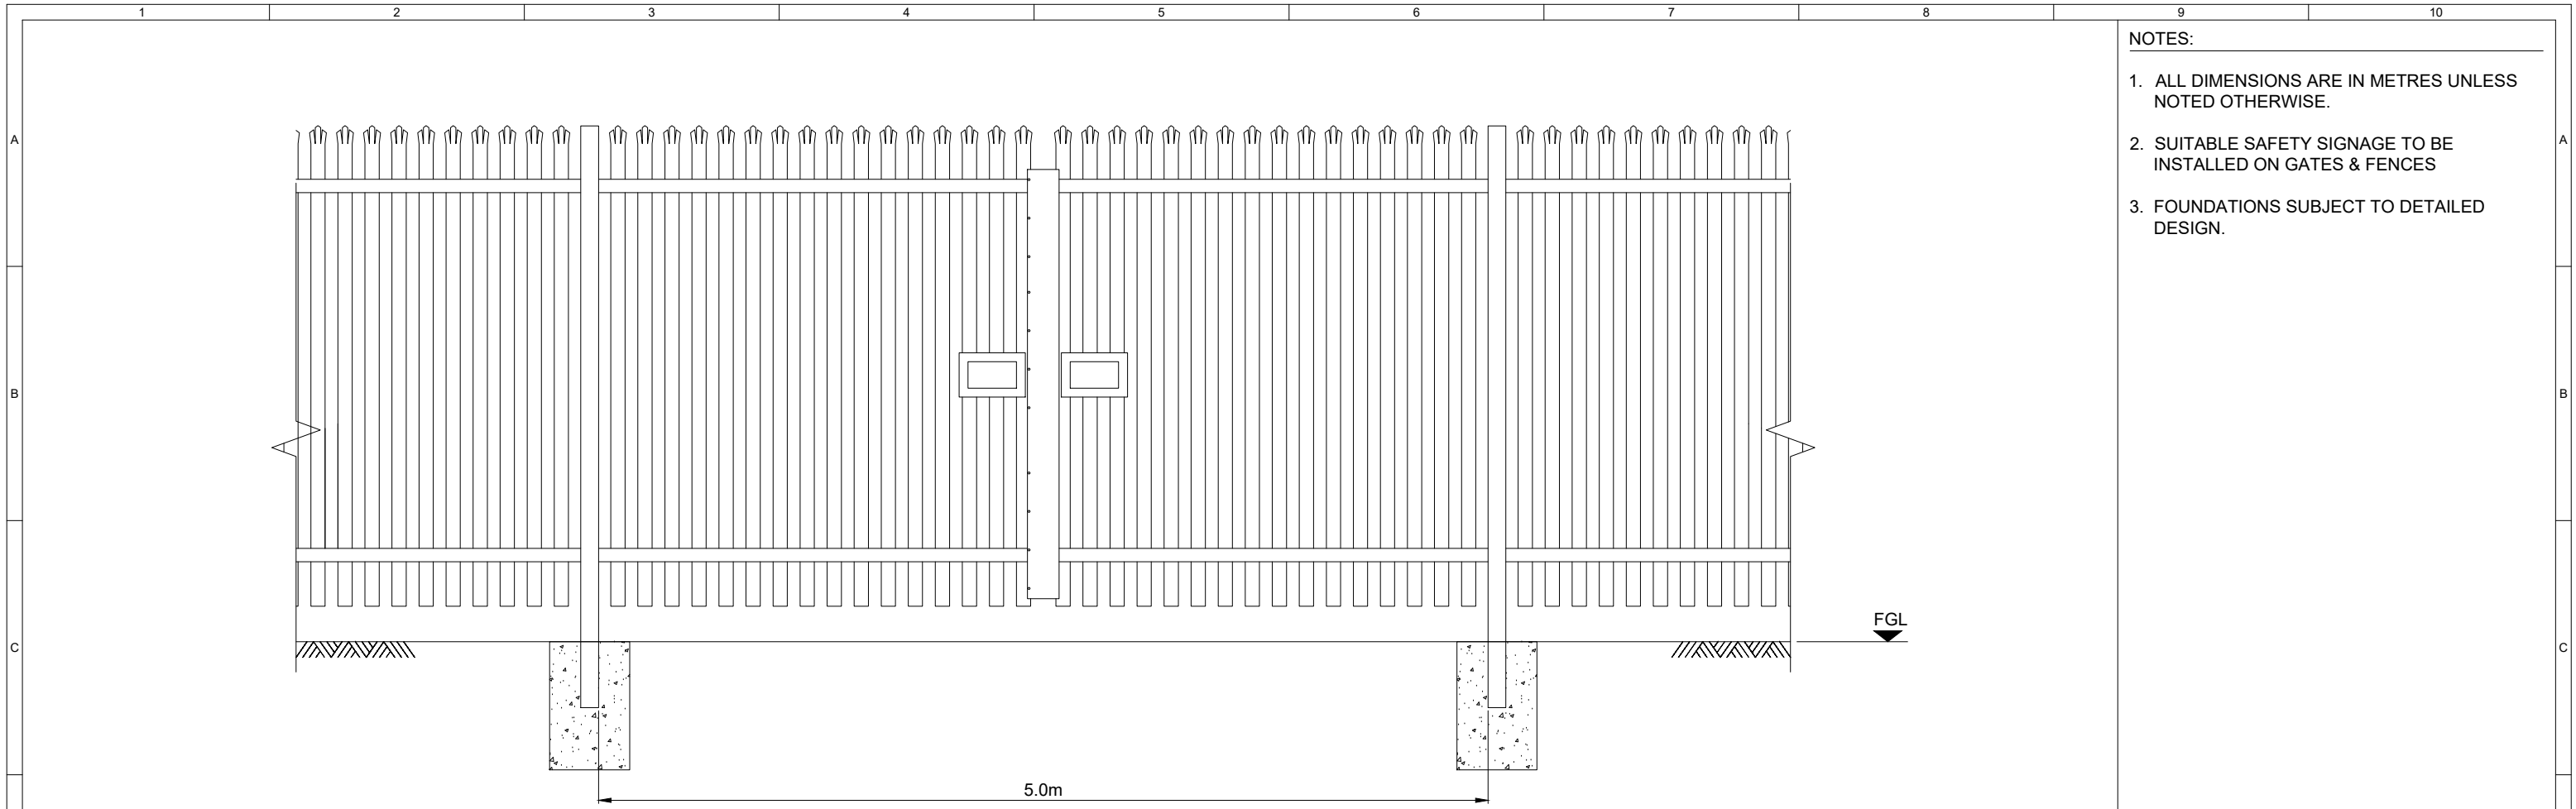 1 2 3 4 5 6 7 8 9 10
NOTES:
1. ALL DIMENSIONS ARE IN METRES UNLESS
NOTED OTHERWISE.
A A
2. SUITABLE SAFETY SIGNAGE TO BE
INSTALLED ON GATES & FENCES
3. FOUNDATIONS SUBJECT TO DETAILED
DESIGN.
B B
FGL
C C
5.0m